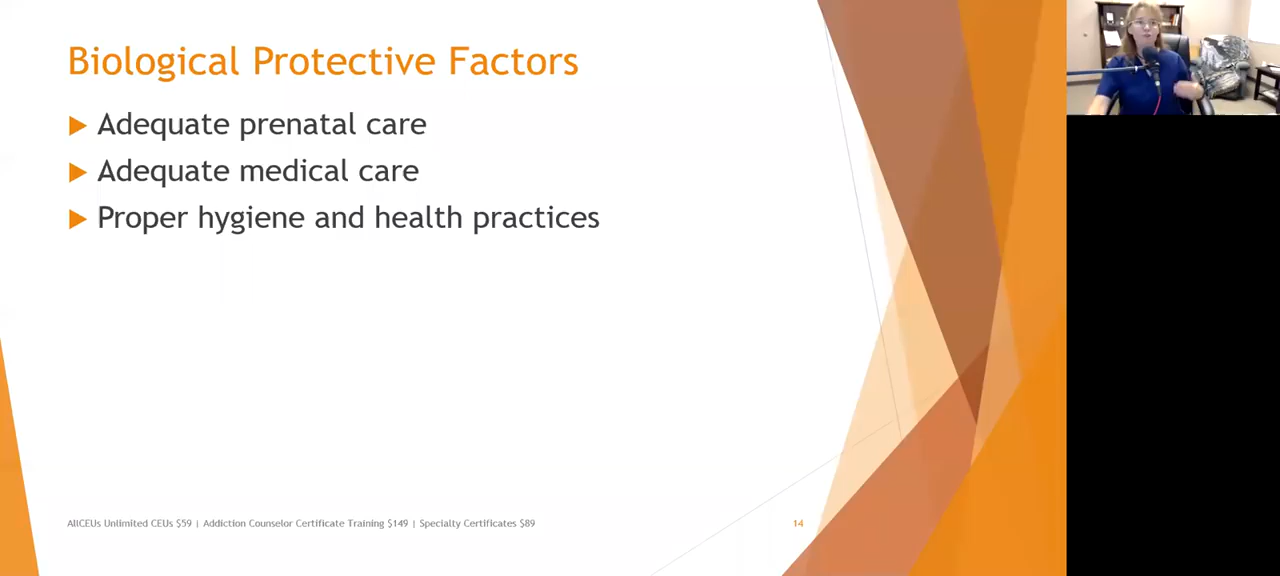 Biological Protective Factors
Adequate prenatal care
Adequate medical care
Proper hygiene and health practices
AllCEUs Unlimited CEUs $59 | Addiction Counselor Certificate Training $149 | Specialty Certificates $89
14